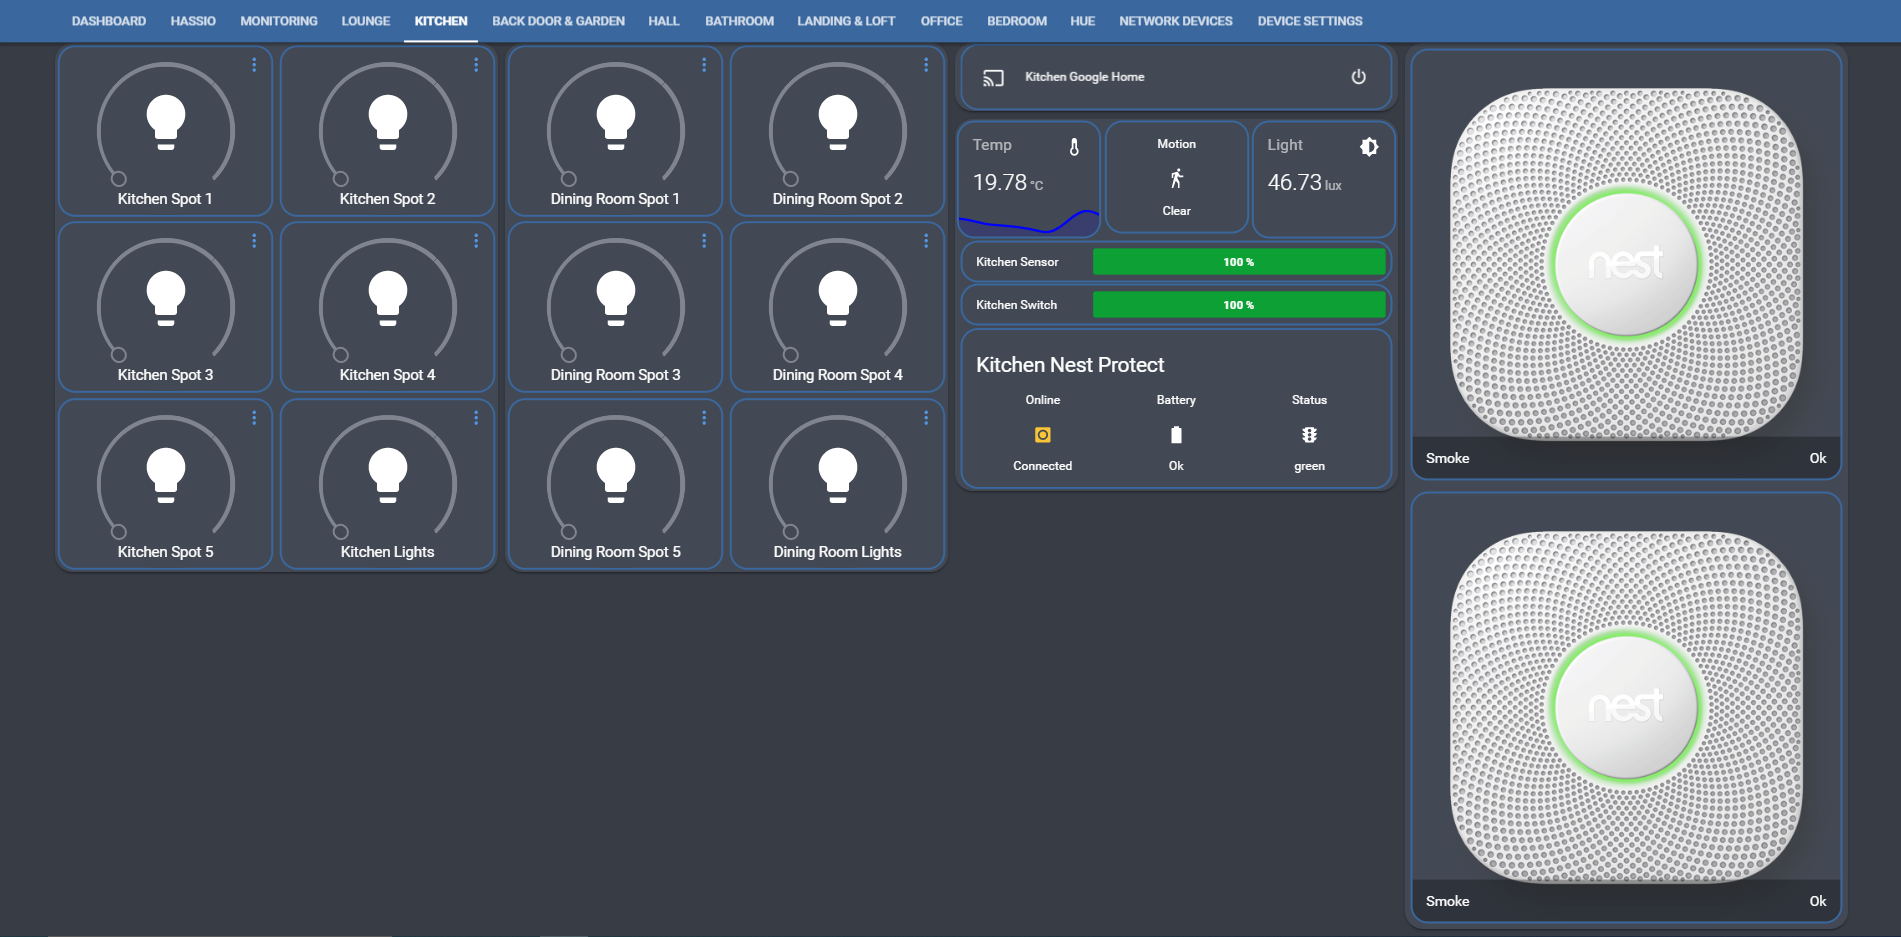 DASHBOARD HASSIO MONITORING LOUNGE KITCHEN BACK DOOR & GARDEN HALL BATHROOM LANDING & LOFT OFFICE BEDROOM HUE NETWORK DEVICES DEVICE SETTINGS
Kitchen Spot 1
Kitchen Spot 2
Kitchen Spot 3
Kitchen Spot 4
Kitchen Spot 5
Kitchen Lights
Dining Room Spot 1
Dining Room Spot 2
Dining Room Spot 3
Dining Room Spot 4
Dining Room Spot 5
Dining Room Lights
Kitchen Google Home
Temp
19.78 °C
Motion
Clear
Light
46.73 lux
Kitchen Sensor 100 %
Kitchen Switch 100 %
Kitchen Nest Protect
Online Battery Status
Connected Ok green
nest
Smoke Ok
nest
Smoke Ok